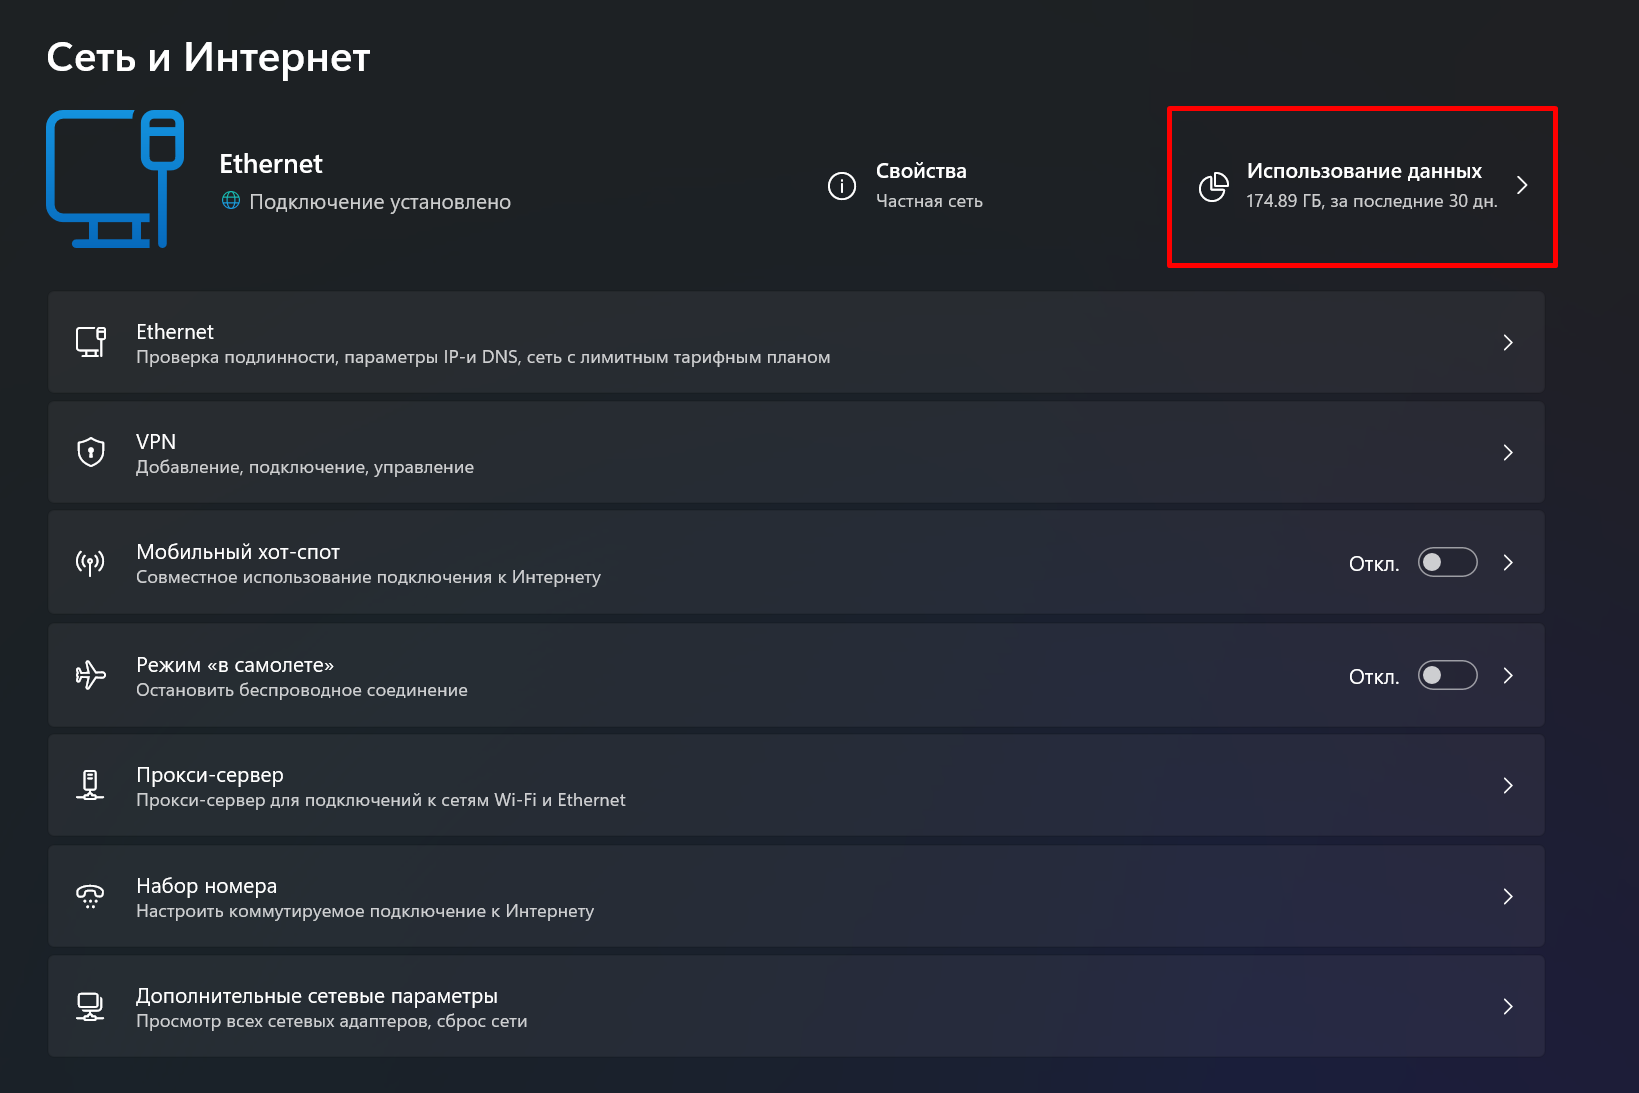 Сеть и Интернет
Ethernet
Подключение установлено
Свойства
Частная сеть
Использование данных
174.89 ГБ, за последние 30 дн.
Ethernet
Проверка подлинности, параметры IP-и DNS, сеть с лимитным тарифным планом
VPN
Добавление, подключение, управление
Мобильный хот-спот
Совместное использование подключения к Интернету
Откл.
Режим «в самолете»
Остановить беспроводное соединение
Откл.
Прокси-сервер
Прокси-сервер для подключений к сетям Wi-Fi и Ethernet
Набор номера
Настроить коммутируемое подключение к Интернету
Дополнительные сетевые параметры
Просмотр всех сетевых адаптеров, сброс сети